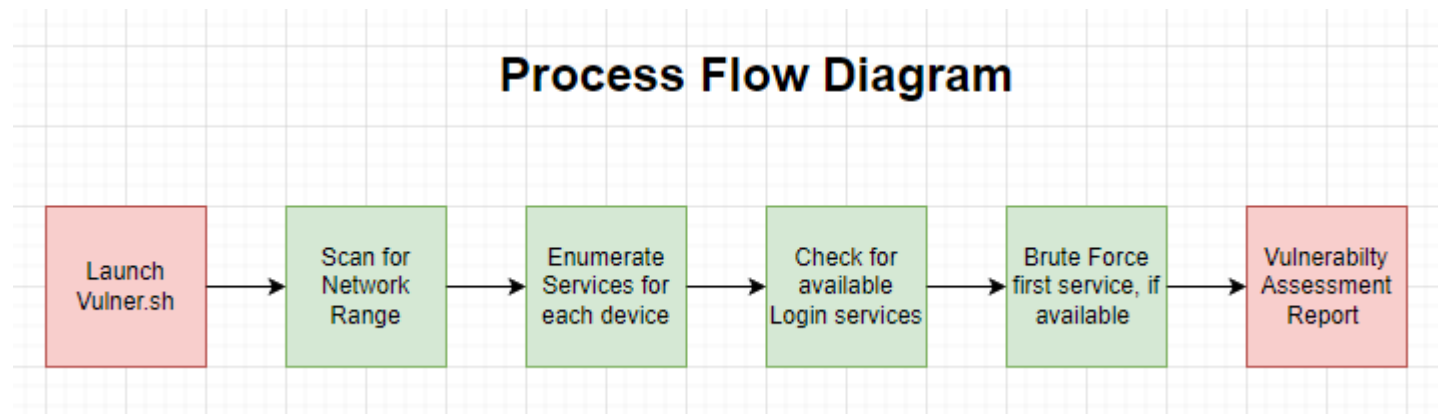 Process Flow Diagram
Launch
Vulner.sh
Scan for
Network
Range
Enumerate
Services for
each device
Check for
available
Login services
Brute Force
first service, if
available
Vulnerabilty
Assessment
Report